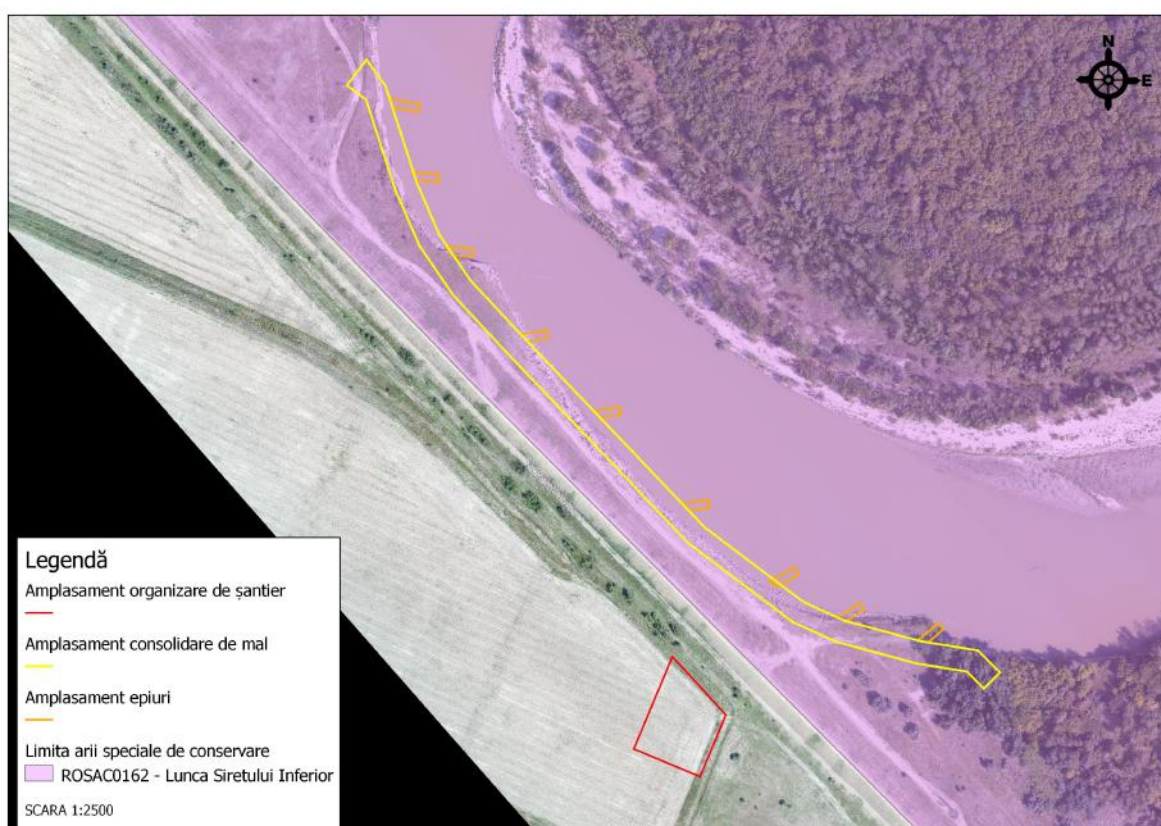 N
E
Legendă
Amplasament organizare de șantier
Amplasament consolidare de mal
Amplasament epiuri
Limita arii speciale de conservare
ROSAC0162 - Lunca Siretului Inferior
SCARA 1:2500